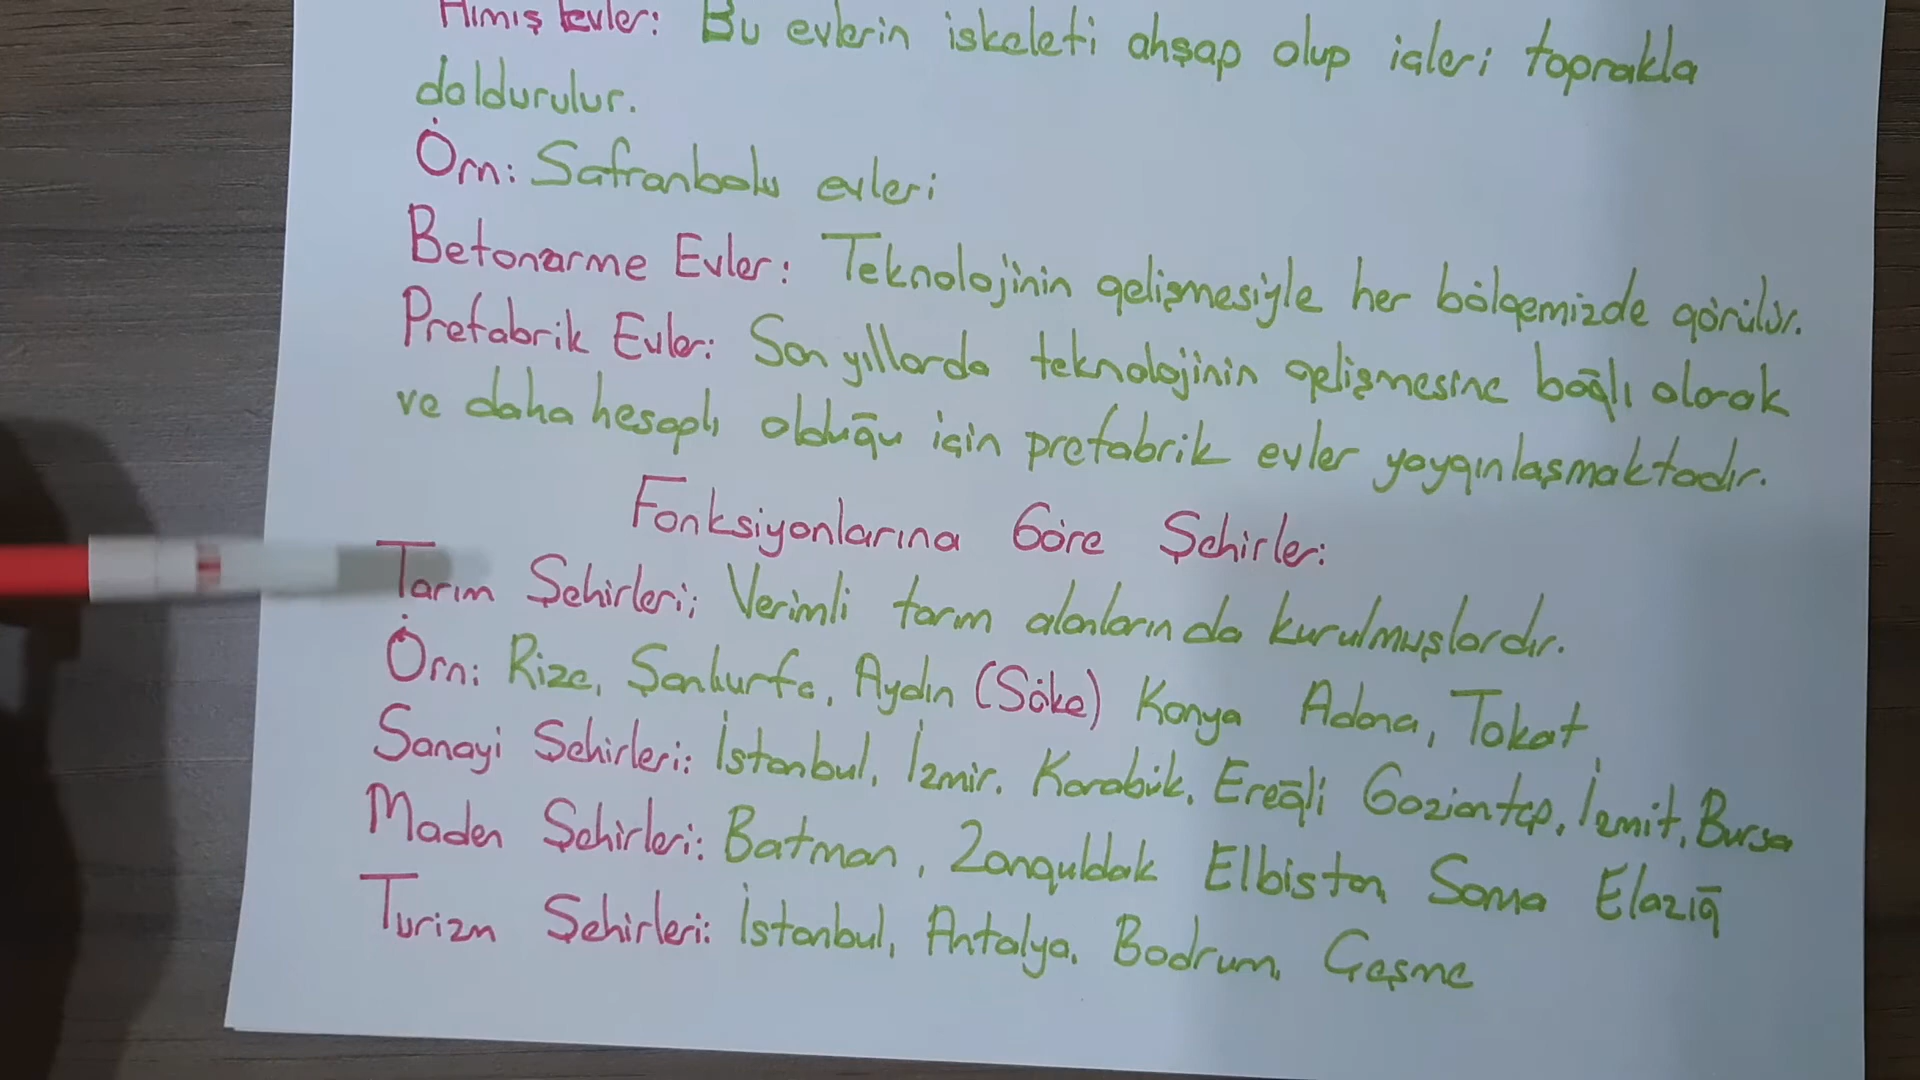 Hımış Evler: Bu evlerin iskeleti ahşap olup içleri toprakla
doldurulur.
Örn: Safranbolu evleri
Betonarme Evler: Teknolojinin gelişmesiyle her bölgemizde görülür.
Prefabrik Evler: Son yıllarda teknolojinin gelişmesine bağlı olarak
ve daha hesaplı olduğu için prefabrik evler yaygınlaşmaktadır.
Fonksiyonlarına Göre Şehirler:
Tarım Şehirleri; Verimli tarım alanlarında kurulmuşlardır.
Örn: Rize, Şanlıurfa, Aydın (Söke) Konya Adana, Tokat
Sanayi Şehirleri: İstanbul, İzmir, Karabük, Ereğli Gaziantep, İzmit, Bursa
Maden Şehirleri: Batman, Zonguldak Elbistan, Soma Elazığ
Turizm Şehirleri: İstanbul, Antalya, Bodrum, Çeşme